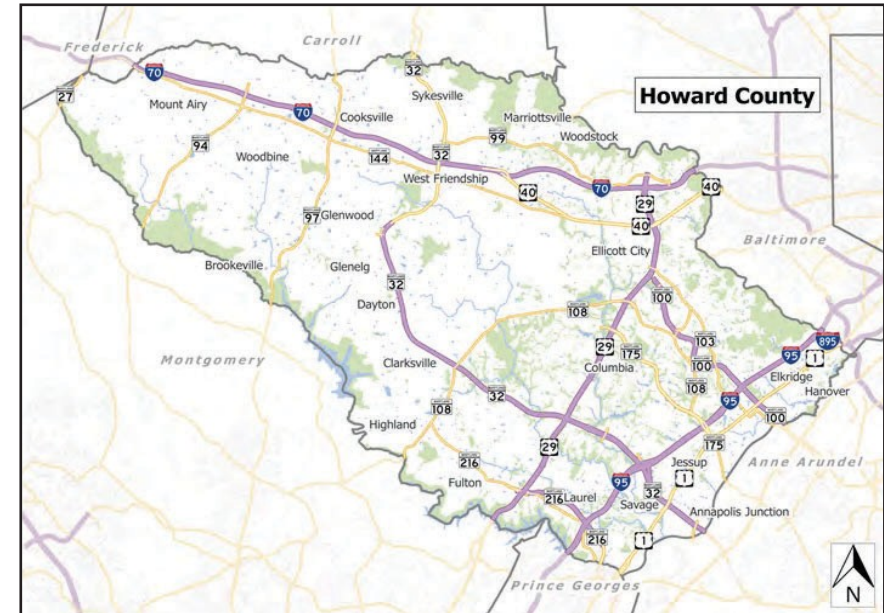 Frederick
Carroll
70
32
27
Mount Airy
Sykesville
Howard County
70
Cooksville
Marriottsville
99
Woodstock
94
Woodbine
144
32
West Friendship
40
70
40
29
97
Glenwood
40
Baltimore
Ellicott City
Brookeville
Glenelg
32
100
Dayton
108
Montgomery
29
175
103
895
95
1
Clarksville
Columbia
100
Elkridge
108
Hanover
32
95
108
100
Highland
29
175
216
Jessup
Anne Arundel
Fulton
95
1
216
Laurel
32
Savage
Annapolis Junction
216
1
Prince Georges
N